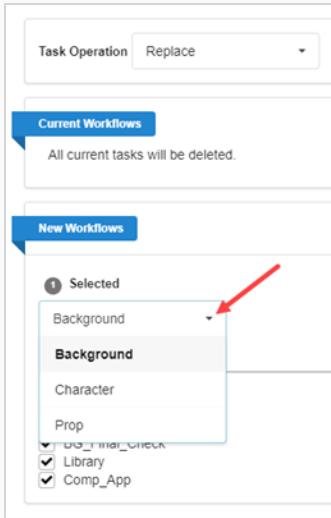 Task Operation Replace
Current Workflows
All current tasks will be deleted.
New Workflows
1 Selected
Background
Background
Character
Prop
BG_Final_Check
Library
Comp_App